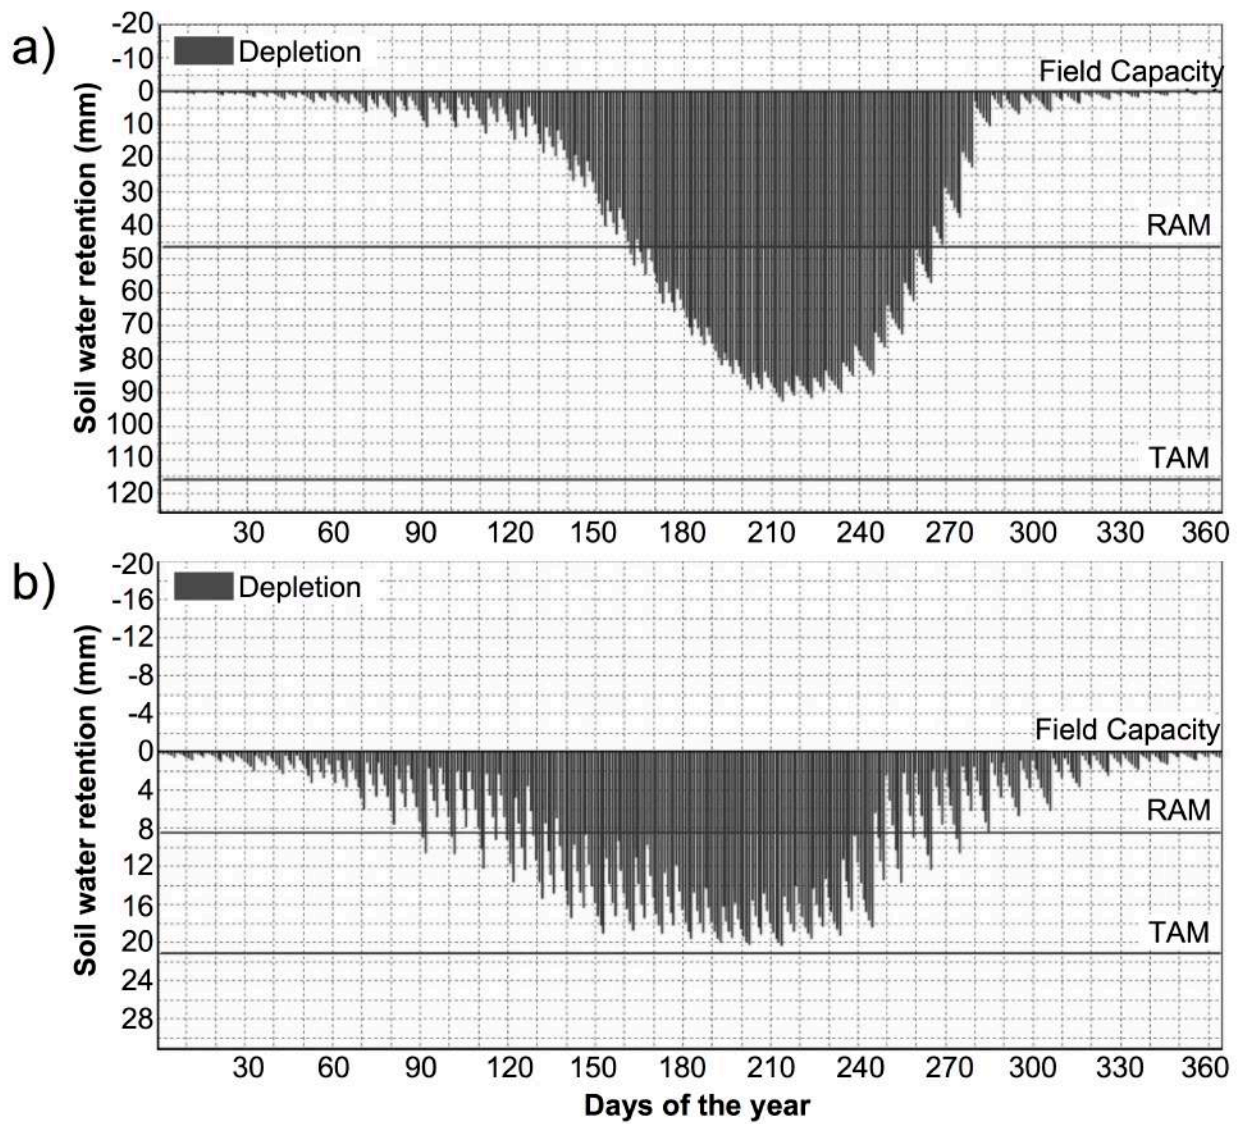 a)
Depletion
Field Capacity
RAM
TAM
Soil water retention (mm)
-20
-10
0
10
20
30
40
50
60
70
80
90
100
110
120
30 60 90 120 150 180 210 240 270 300 330 360
b)
Depletion
Field Capacity
RAM
TAM
Soil water retention (mm)
-20
-16
-12
-8
-4
0
4
8
12
16
20
24
28
30 60 90 120 150 180 210 240 270 300 330 360
Days of the year